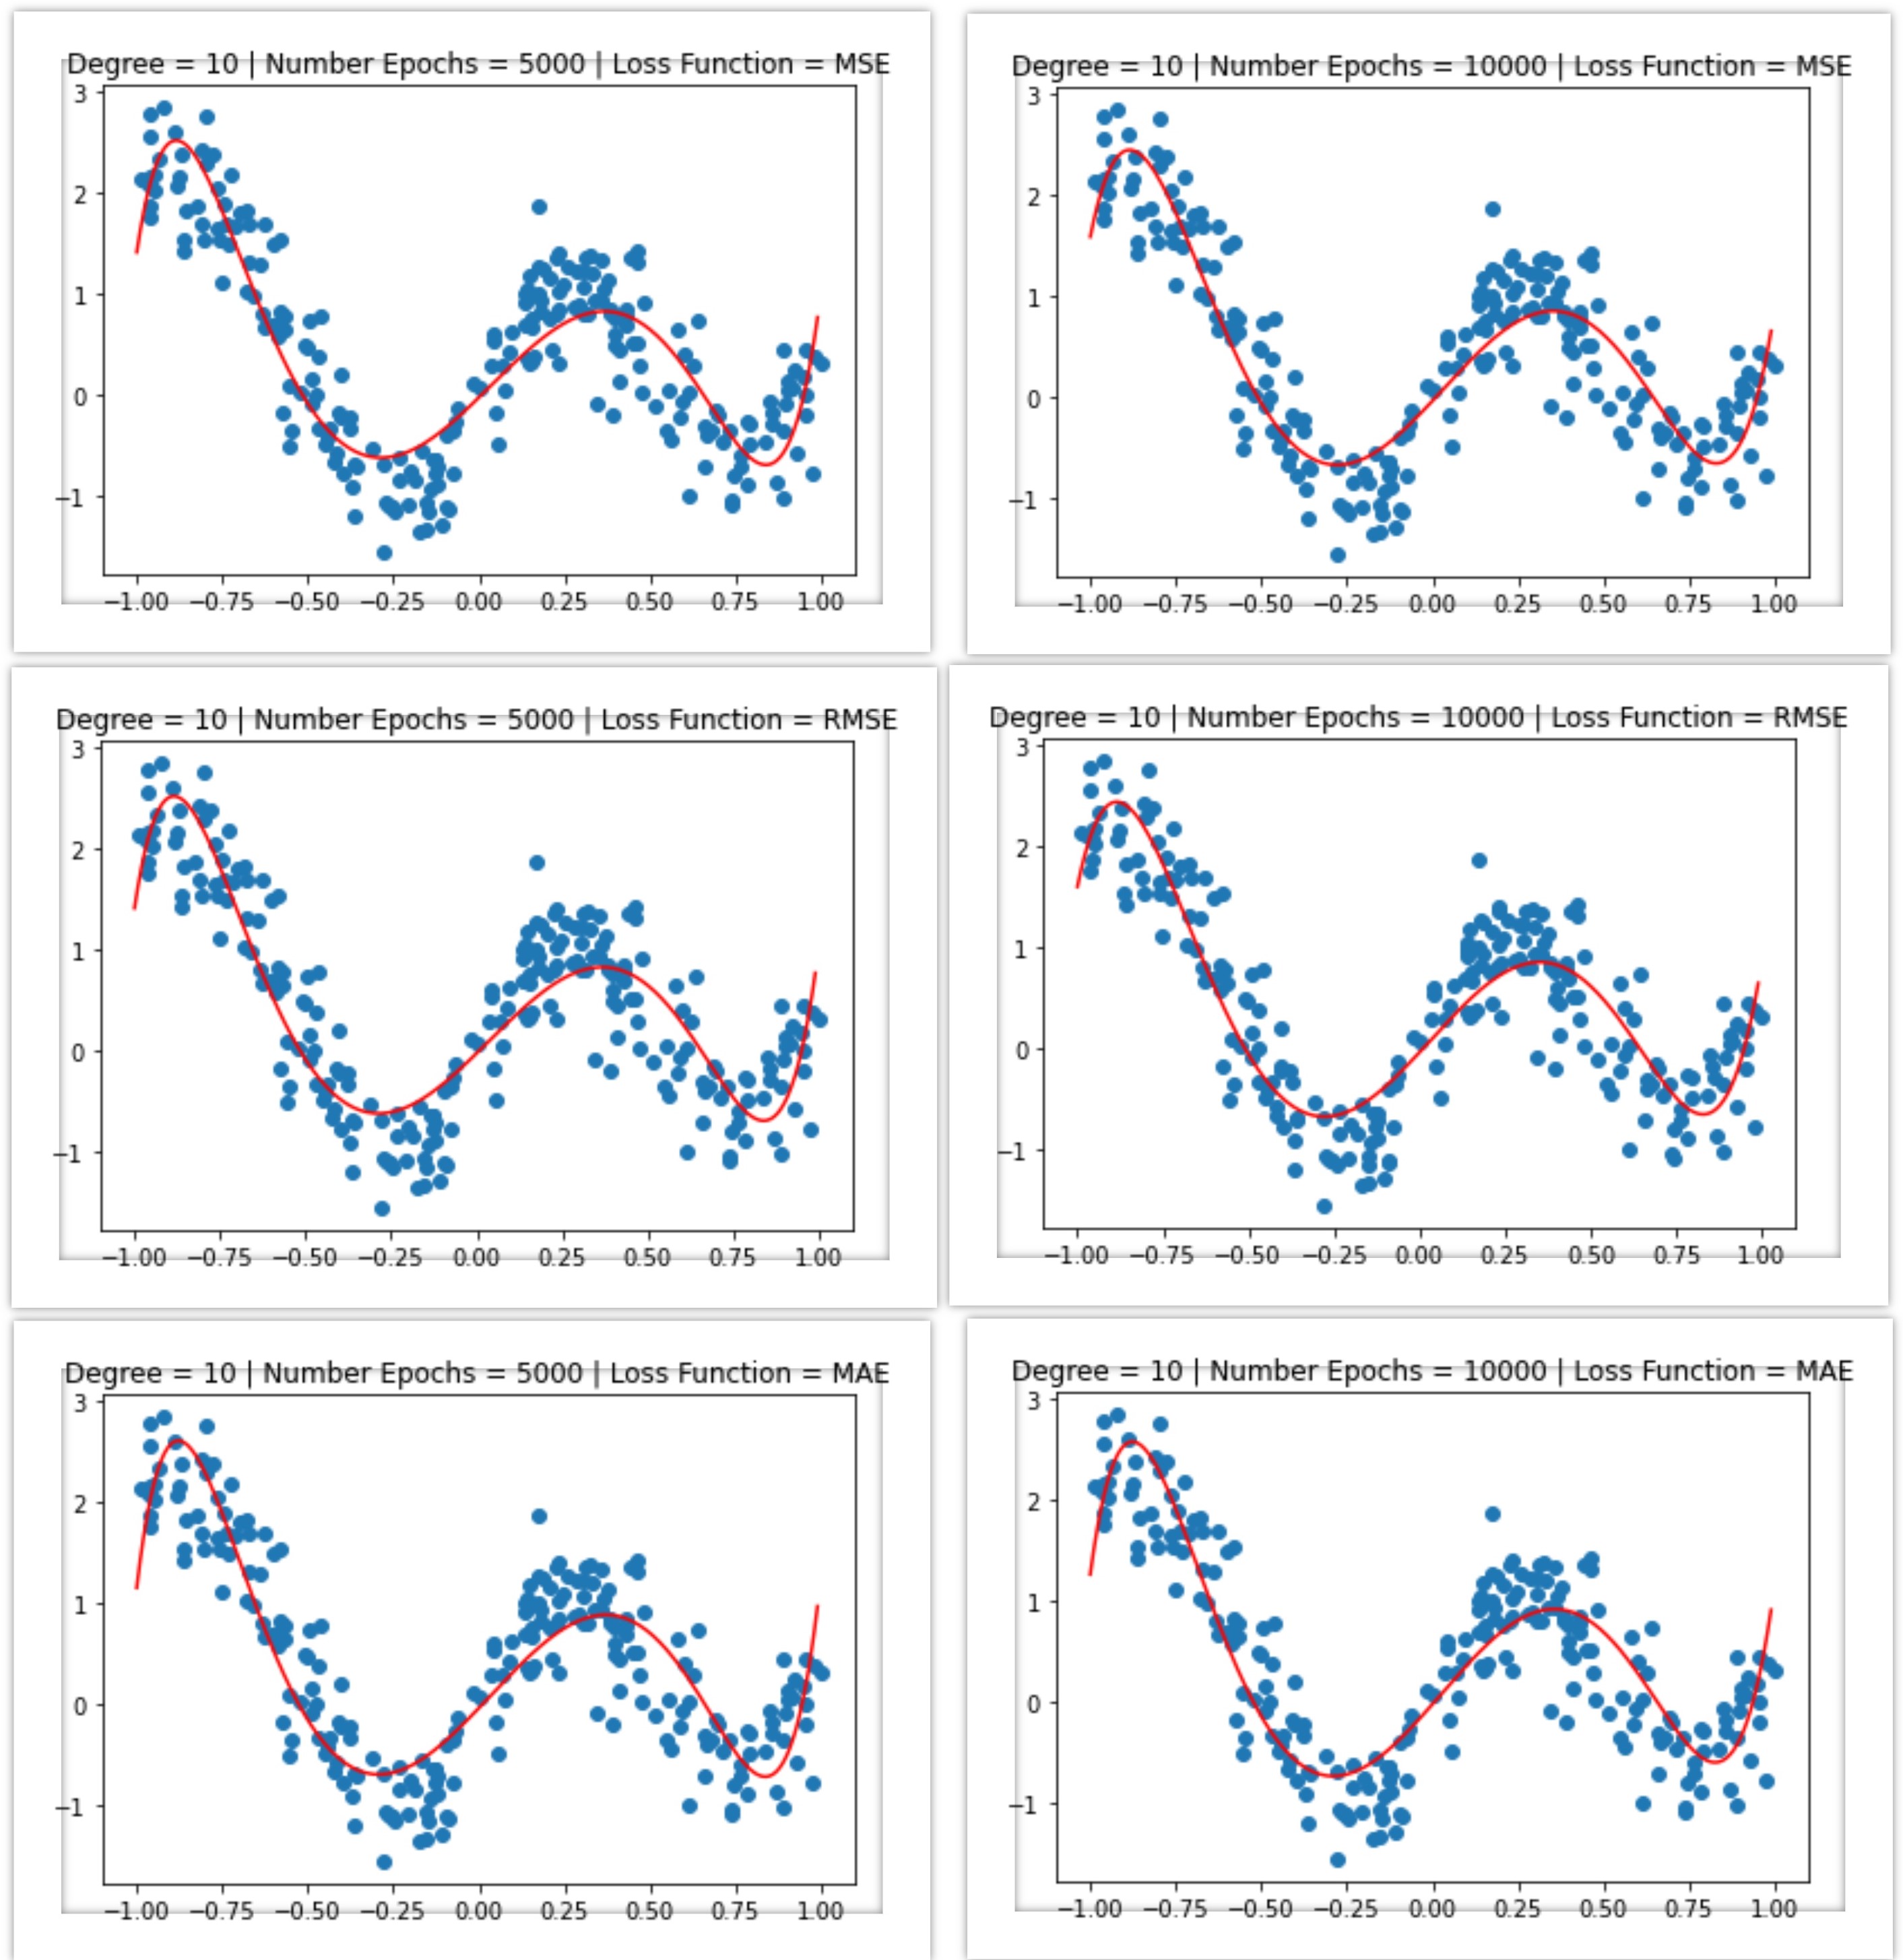 Degree = 10 | Number Epochs = 5000 | Loss Function = MSE
3
2
1
0
−1
−1.00 −0.75 −0.50 −0.25 0.00 0.25 0.50 0.75 1.00
Degree = 10 | Number Epochs = 10000 | Loss Function = MSE
3
2
1
0
−1
−1.00 −0.75 −0.50 −0.25 0.00 0.25 0.50 0.75 1.00
Degree = 10 | Number Epochs = 5000 | Loss Function = RMSE
3
2
1
0
−1
−1.00 −0.75 −0.50 −0.25 0.00 0.25 0.50 0.75 1.00
Degree = 10 | Number Epochs = 10000 | Loss Function = RMSE
3
2
1
0
−1
−1.00 −0.75 −0.50 −0.25 0.00 0.25 0.50 0.75 1.00
Degree = 10 | Number Epochs = 5000 | Loss Function = MAE
3
2
1
0
−1
−1.00 −0.75 −0.50 −0.25 0.00 0.25 0.50 0.75 1.00
Degree = 10 | Number Epochs = 10000 | Loss Function = MAE
3
2
1
0
−1
−1.00 −0.75 −0.50 −0.25 0.00 0.25 0.50 0.75 1.00